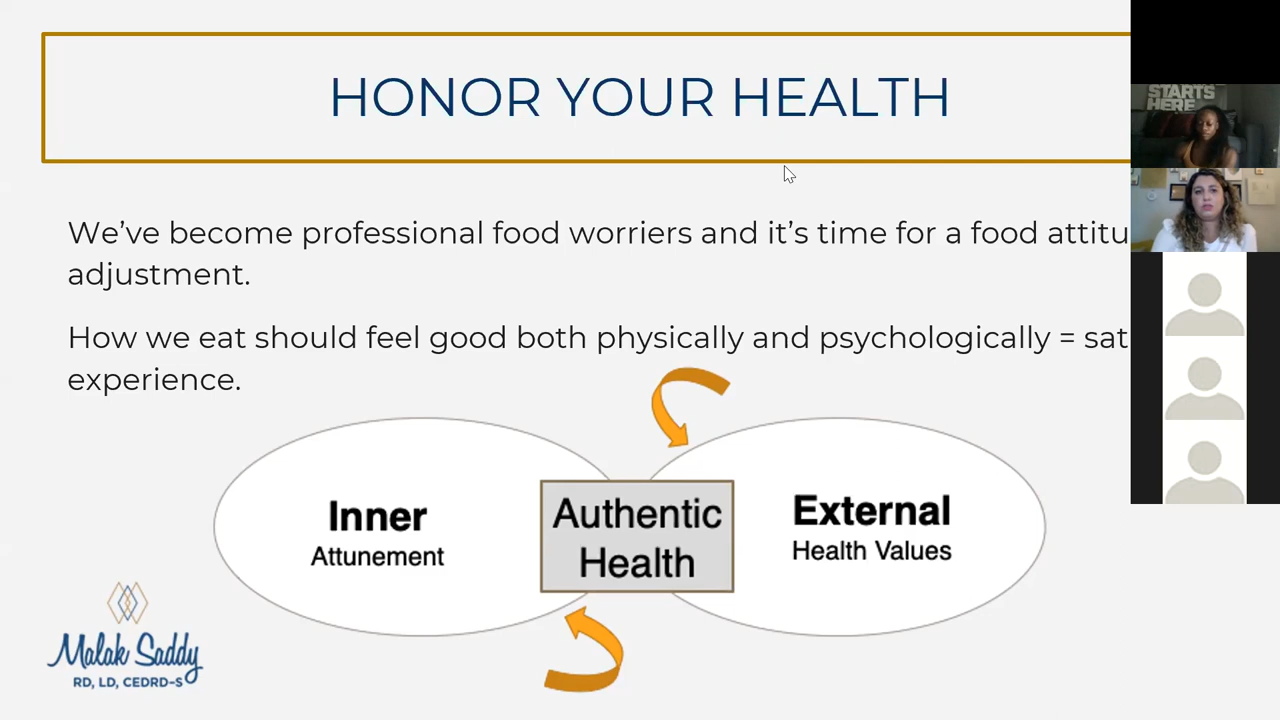 HONOR YOUR HEALTH
STARTS
HERE
We've become professional food worriers and it's time for a food attitu
adjustment.
How we eat should feel good both physically and psychologically = sat
experience.
Inner
Attunement
Authentic
Health
External
Health Values
Malak Saddy
RD, LD, CEDRD-S